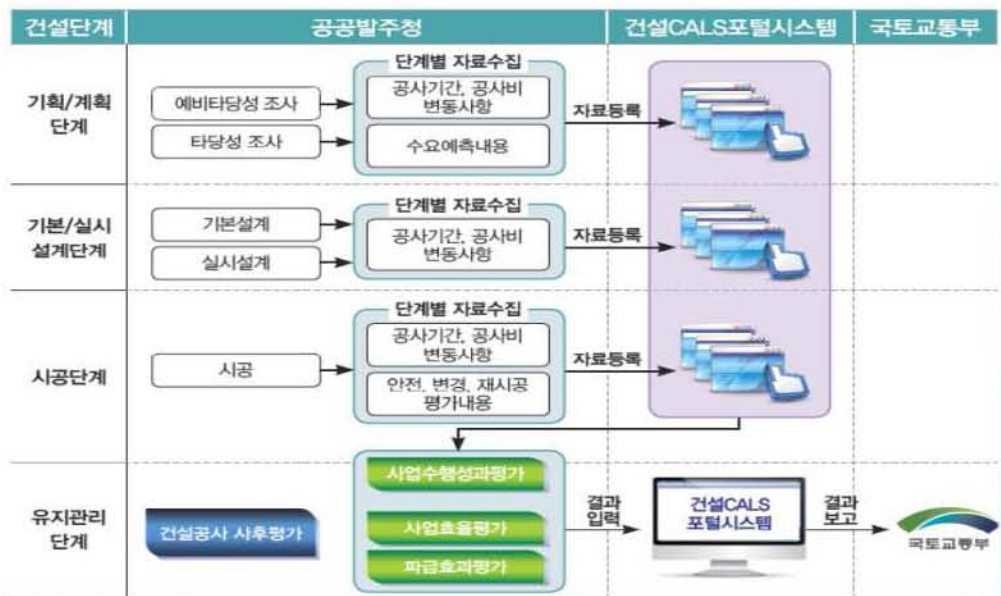 건설단계 공공발주청 건설CALS포털시스템 국토교통부
기획/계획
단계
예비타당성 조사
타당성 조사
단계별 자료수집
공사기간, 공사비
변동사항
수요예측내용
자료등록
기본/실시
설계단계
기본설계
실시설계
단계별 자료수집
공사기간, 공사비
변동사항
자료등록
시공단계
시공
단계별 자료수집
공사기간, 공사비
변동사항
안전, 변경, 재시공
평가내용
자료등록
유지관리
단계
건설공사 사후평가
사업수행성과평가
사업효율평가
파급효과평가
결과
입력
건설CALS
포털시스템
결과
보고
국토교통부